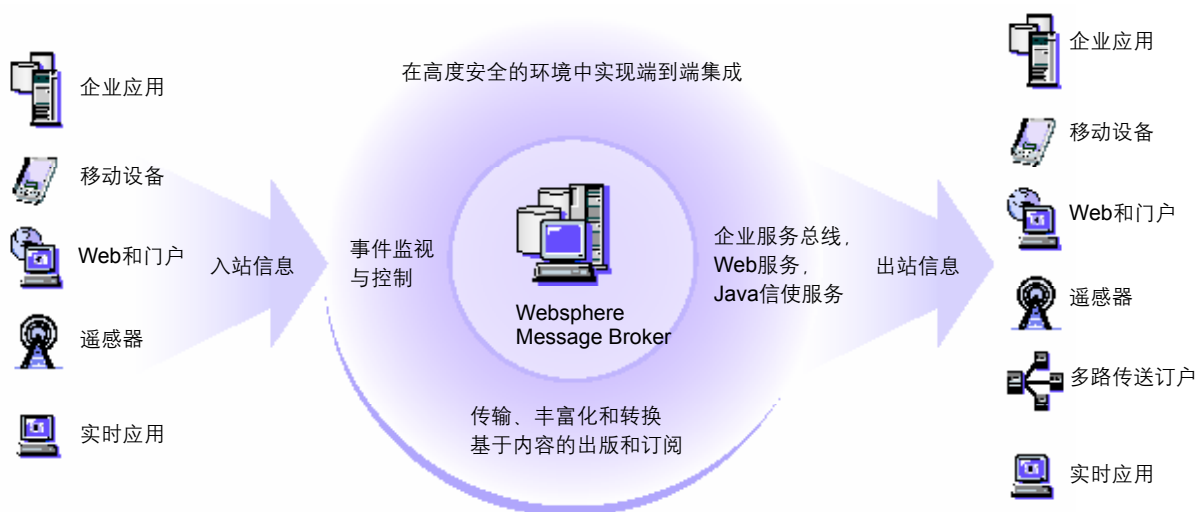 企业应用
移动设备
Web和门户
遥感器
实时应用
入站信息
在高度安全的环境中实现端到端集成
事件监视
与控制
Websphere
Message Broker
企业服务总线，
Web服务，
Java信使服务
传输、丰富化和转换
基于内容的出版和订阅
出站信息
企业应用
移动设备
Web和门户
遥感器
多路传送订户
实时应用